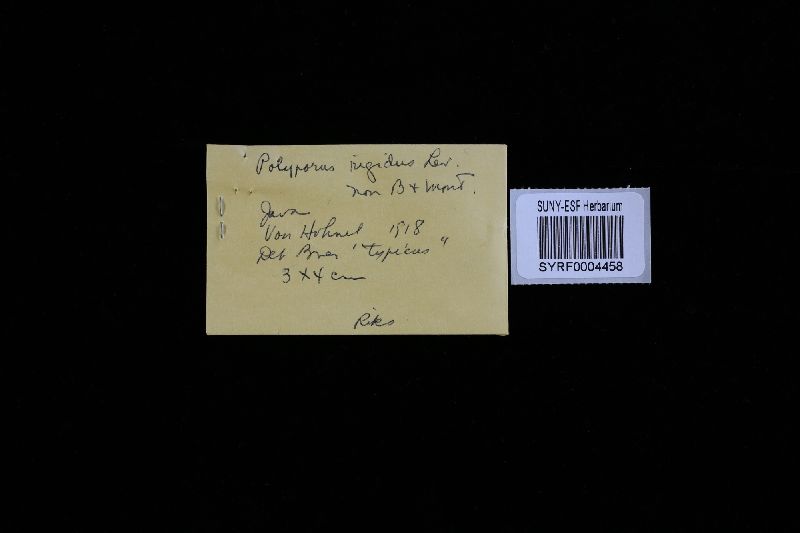 Polyporus rigidus Lev.
non B & Mont.
Java
Von Hohnel 1918
Det Bres "typicus"
3 x 4 cm
Riks
SUNY-ESF Herbarium
SYRF0004458